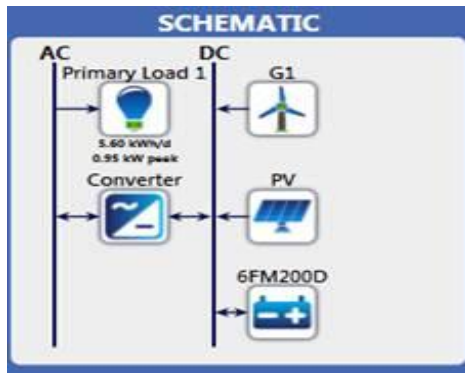 SCHEMATIC
AC DC
Primary Load 1 G1
5.60 kWh/d
0.95 kW peak
Converter PV
6FM200D